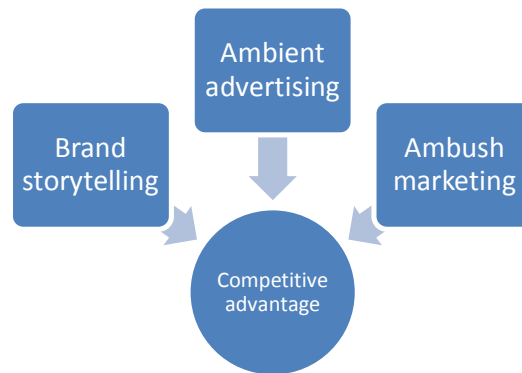 Ambient
advertising
Brand
storytelling
Ambush
marketing
Competitive
advantage